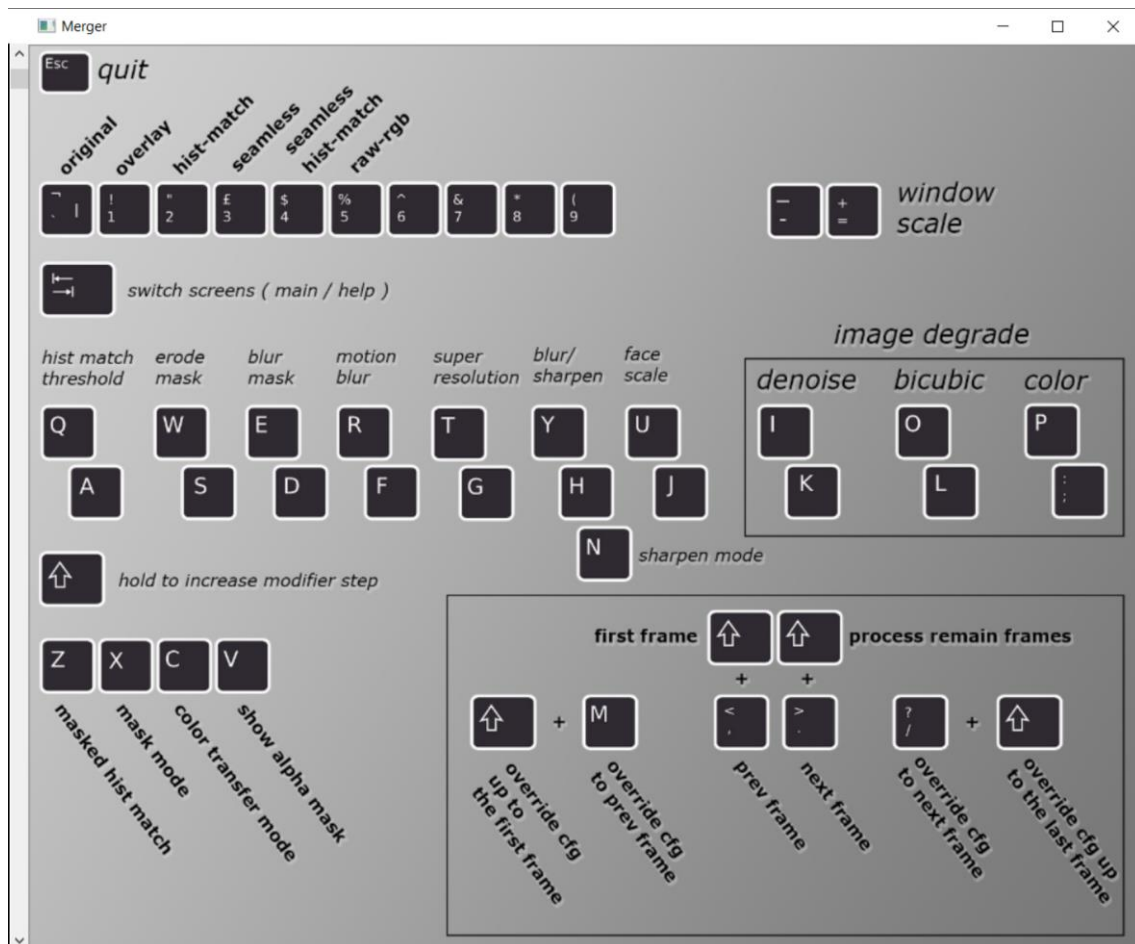 Merger
Esc
quit
original
overlay
hist-match
seamless
seamless
hist-match
raw-rgb
¬
` |
!
1
"
2
£
3
$
4
%
5
^
6
&
7
*
8
(
9
—
-
+
=
window
scale
switch screens ( main / help )
image degrade
hist match
threshold
erode
mask
blur
mask
motion
blur
super
resolution
blur/
sharpen
face
scale
denoise
bicubic
color
Q
W
E
R
T
Y
U
I
O
P
A
S
D
F
G
H
J
K
L
:
;
N
sharpen mode
hold to increase modifier step
first frame
process remain frames
+
+
Z
X
C
V
masked hist match
mask mode
color transfer mode
show alpha mask
+
M
<
,
>
.
?
/
+
override cfg
up to
the first frame
override cfg
to prev frame
prev frame
next frame
override cfg
to next frame
override cfg up
to the last frame